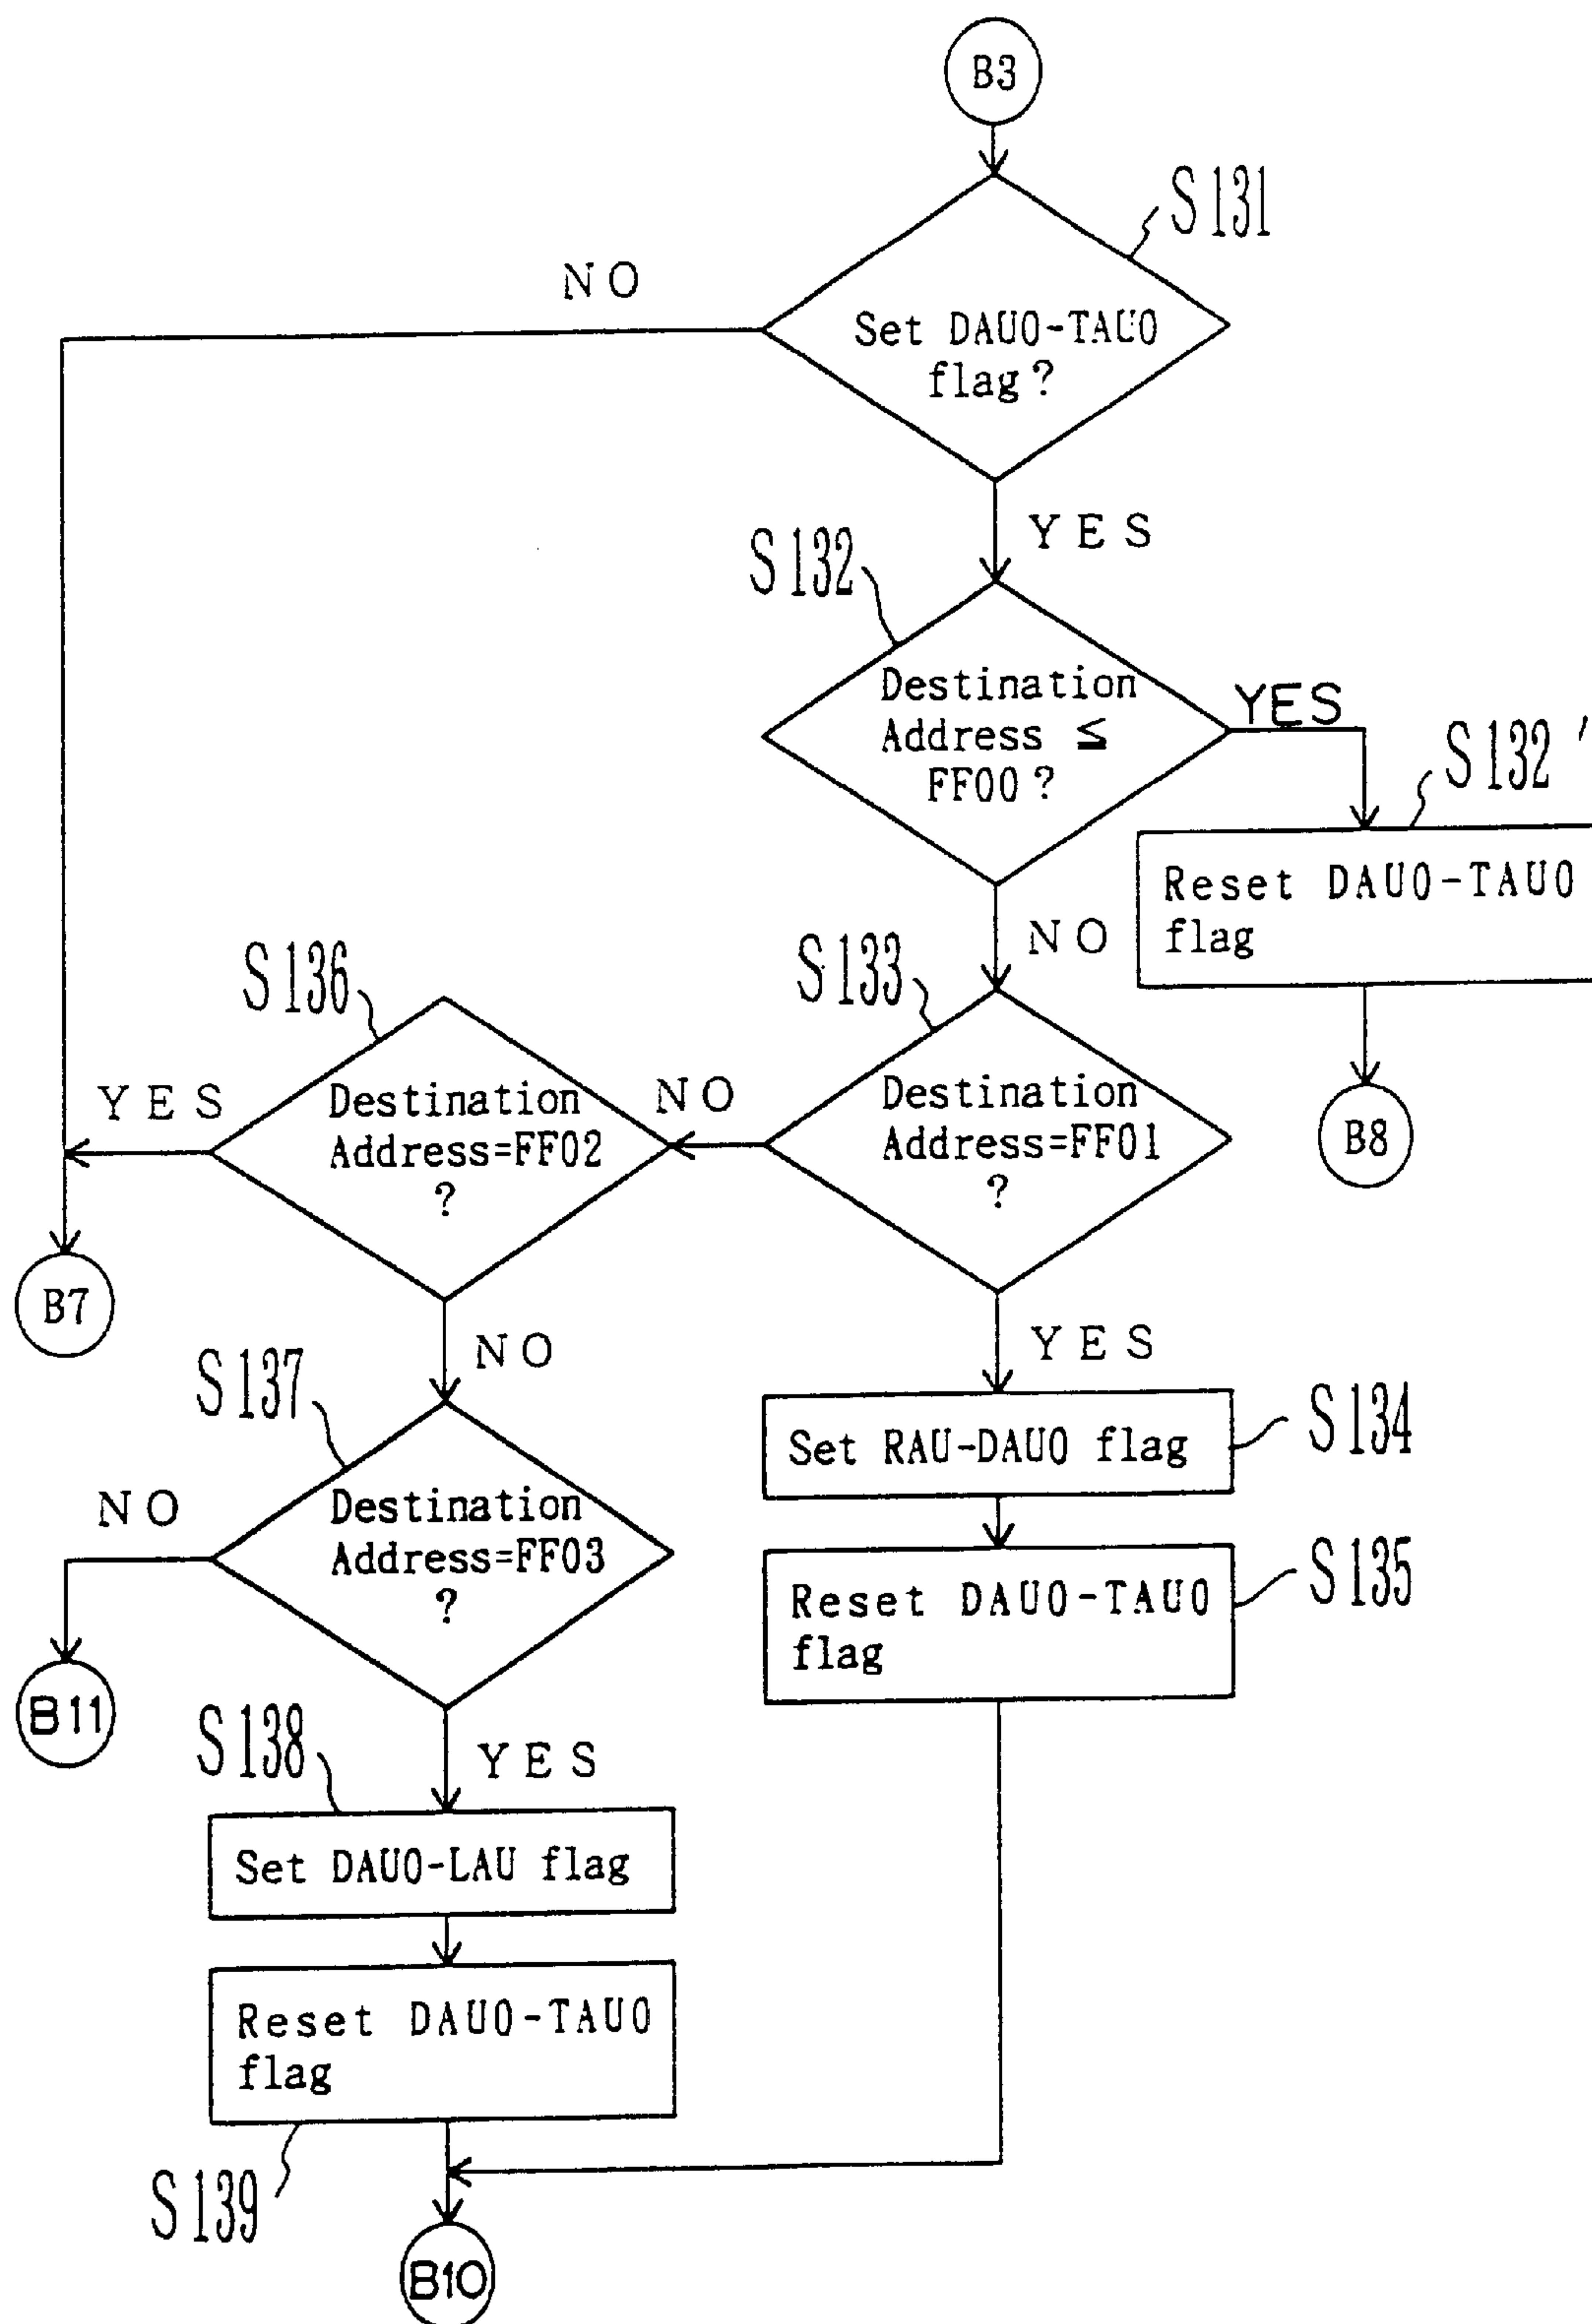 B3
S131
NO
Set DAU0-TAU0
flag?
YES
S132
Destination
Address ≦
FF00?
YES
S132'
Reset DAU0-TAU0
flag
B8
NO
S133
Destination
Address=FF01
?
NO
S136
Destination
Address=FF02
?
YES
B7
YES
S134
Set RAU-DAU0 flag
S135
Reset DAU0-TAU0
flag
NO
S137
Destination
Address=FF03
?
NO
B11
YES
S138
Set DAU0-LAU flag
Reset DAU0-TAU0
flag
S139
B10